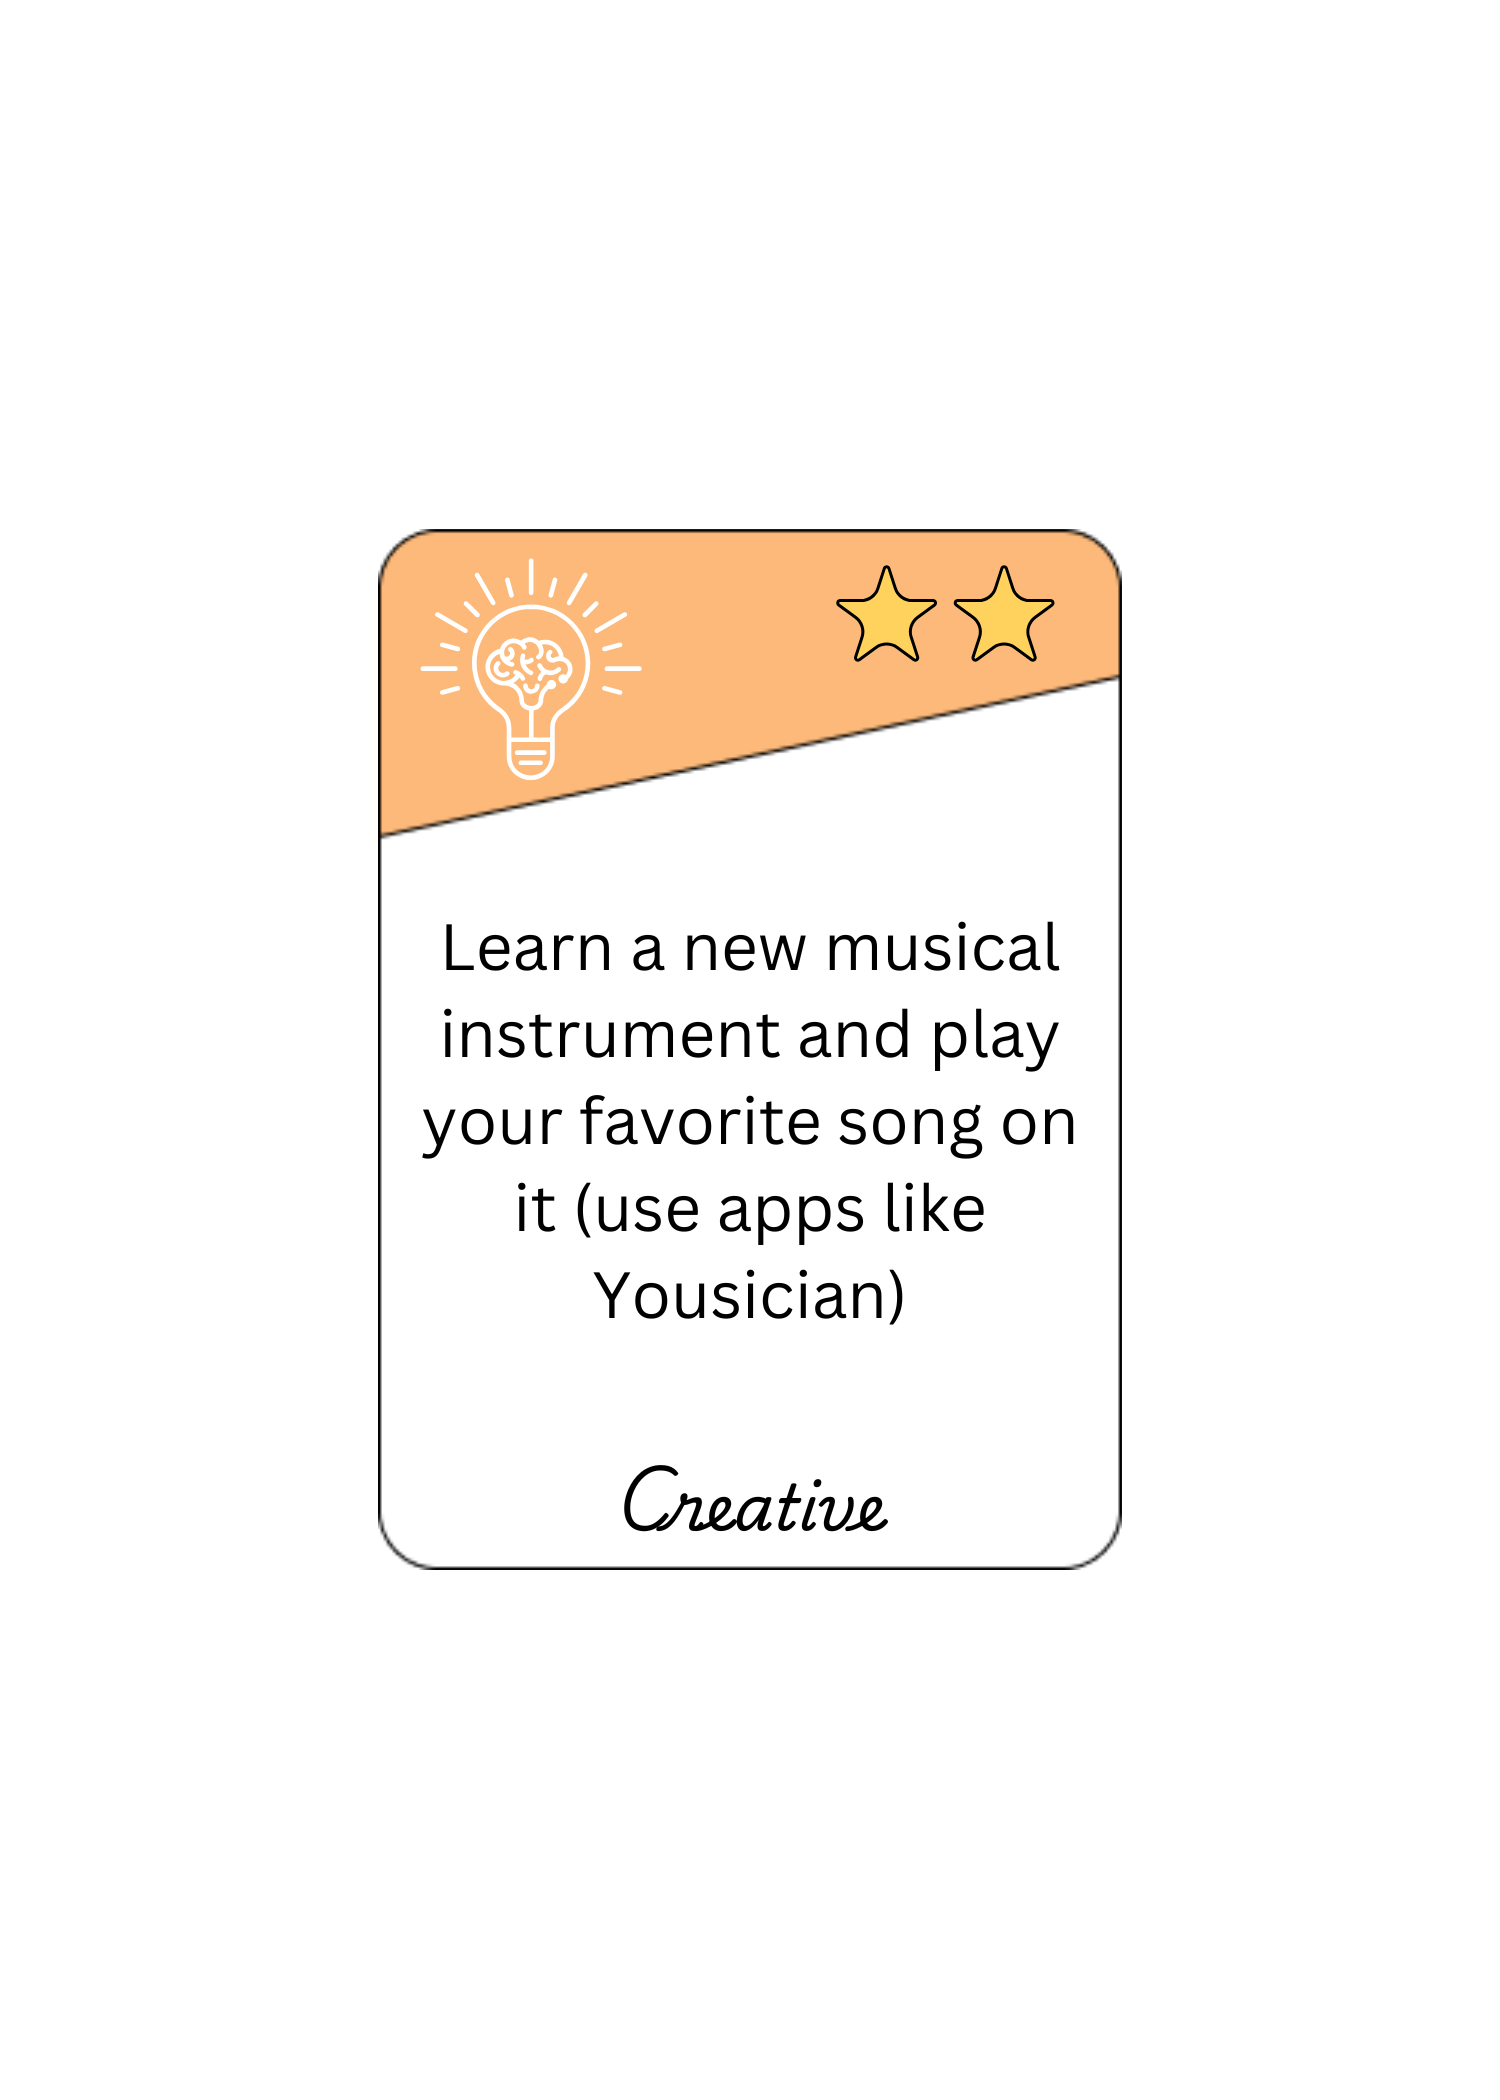 Learn a new musical
instrument and play
your favorite song on
it (use apps like
Yousician)
Creative